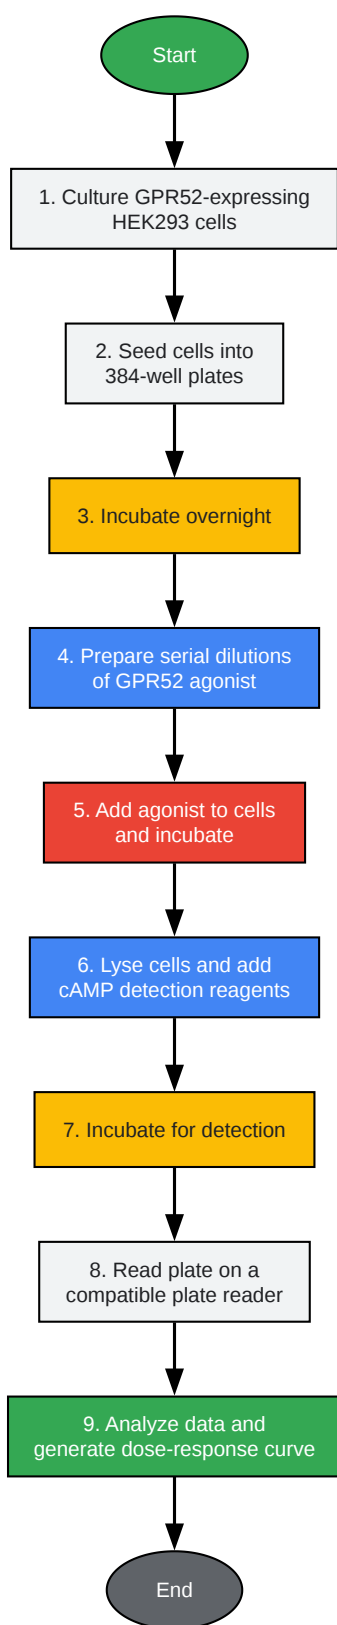 Start
1. Culture GPR52-expressing
HEK293 cells
2. Seed cells into
384-well plates
3. Incubate overnight
4. Prepare serial dilutions
of GPR52 agonist
5. Add agonist to cells
and incubate
6. Lyse cells and add
cAMP detection reagents
7. Incubate for detection
8. Read plate on a
compatible plate reader
9. Analyze data and
generate dose-response curve
End